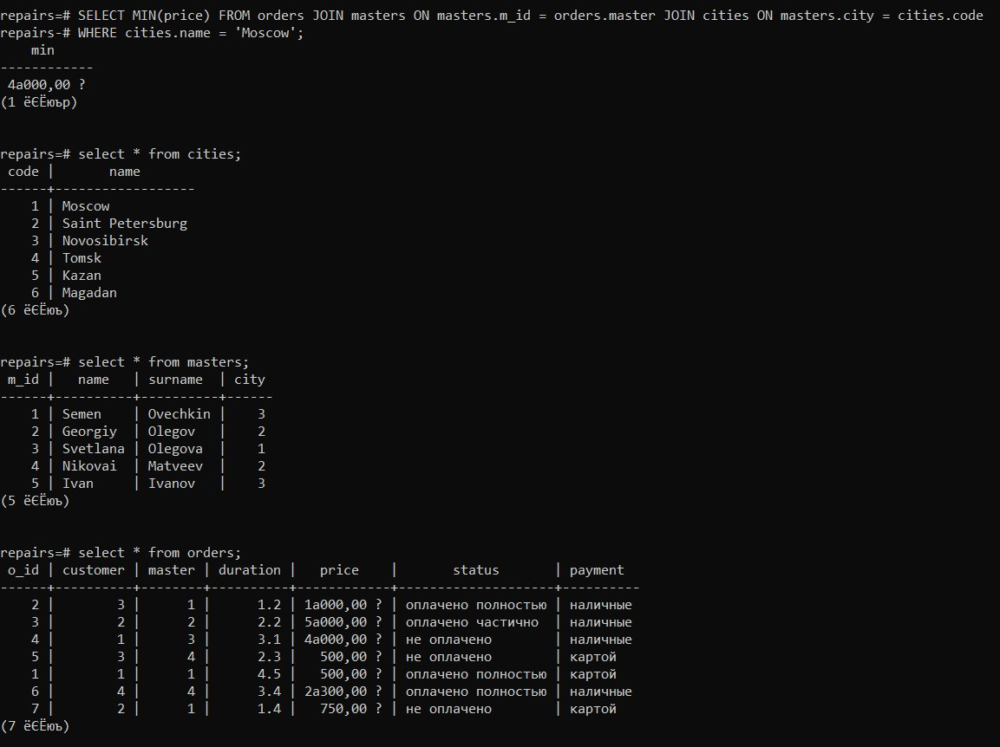 repairs=# SELECT MIN(price) FROM orders JOIN masters ON masters.m_id = orders.master JOIN cities ON masters.city = cities.code
repairs-# WHERE cities.name = 'Moscow';
    min
------------
 4а000,00 ?
(1 ёЄЁюър)
repairs=# select * from cities;
 code |       name
------+------------------
    1 | Moscow
    2 | Saint Petersburg
    3 | Novosibirsk
    4 | Tomsk
    5 | Kazan
    6 | Magadan
(6 ёЄЁюъ)
repairs=# select * from masters;
 m_id |   name   | surname  | city
------+----------+----------+------
    1 | Semen    | Ovechkin |    3
    2 | Georgiy  | Olegov   |    2
    3 | Svetlana | Olegova  |    1
    4 | Nikovai  | Matveev  |    2
    5 | Ivan     | Ivanov   |    3
(5 ёЄЁюъ)
repairs=# select * from orders;
 o_id | customer | master | duration |   price    |       status       | payment
------+----------+--------+----------+------------+--------------------+----------
    2 |        3 |      1 |      1.2 | 1а000,00 ? | оплачено полностью | наличные
    3 |        2 |      2 |      2.2 | 5а000,00 ? | оплачено частично  | наличные
    4 |        1 |      3 |      3.1 | 4а000,00 ? | не оплачено        | наличные
    5 |        3 |      4 |      2.3 |   500,00 ? | не оплачено        | картой
    1 |        1 |      1 |      4.5 |   500,00 ? | оплачено полностью | картой
    6 |        4 |      4 |      3.4 | 2а300,00 ? | оплачено полностью | наличные
    7 |        2 |      1 |      1.4 |   750,00 ? | не оплачено        | картой
(7 ёЄЁюъ)